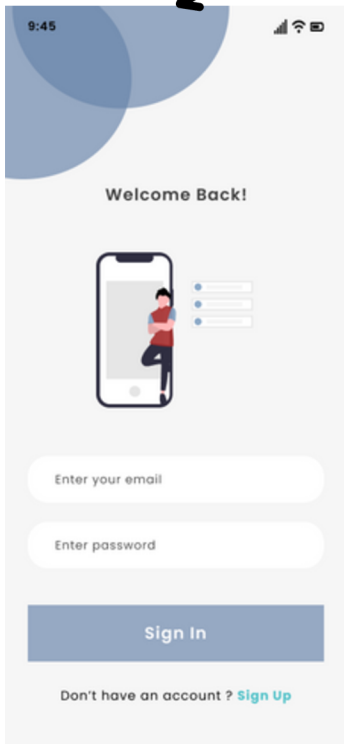 9:45
Welcome Back!
Enter your email
Enter password
Sign In
Don't have an account ? Sign Up